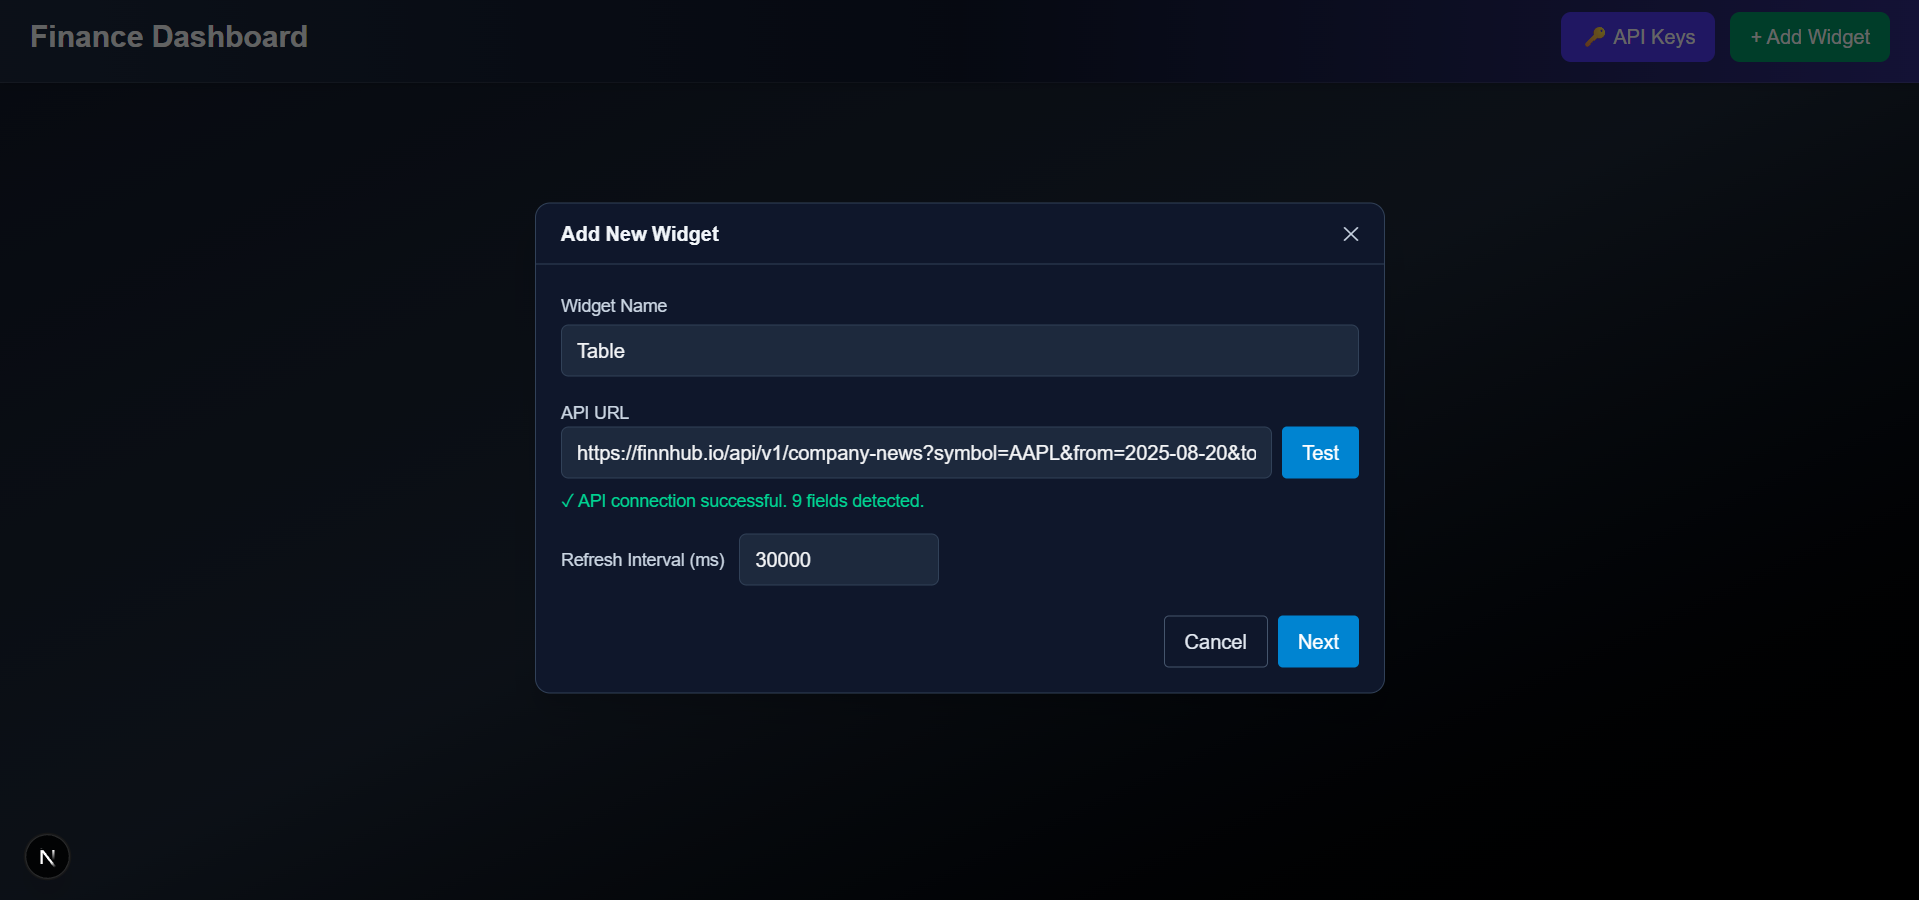 Finance Dashboard
🔑 API Keys
+ Add Widget
Add New Widget
Widget Name
Table
API URL
https://finnhub.io/api/v1/company-news?symbol=AAPL&from=2025-08-20&to
Test
✓ API connection successful. 9 fields detected.
Refresh Interval (ms)
30000
Cancel
Next
N